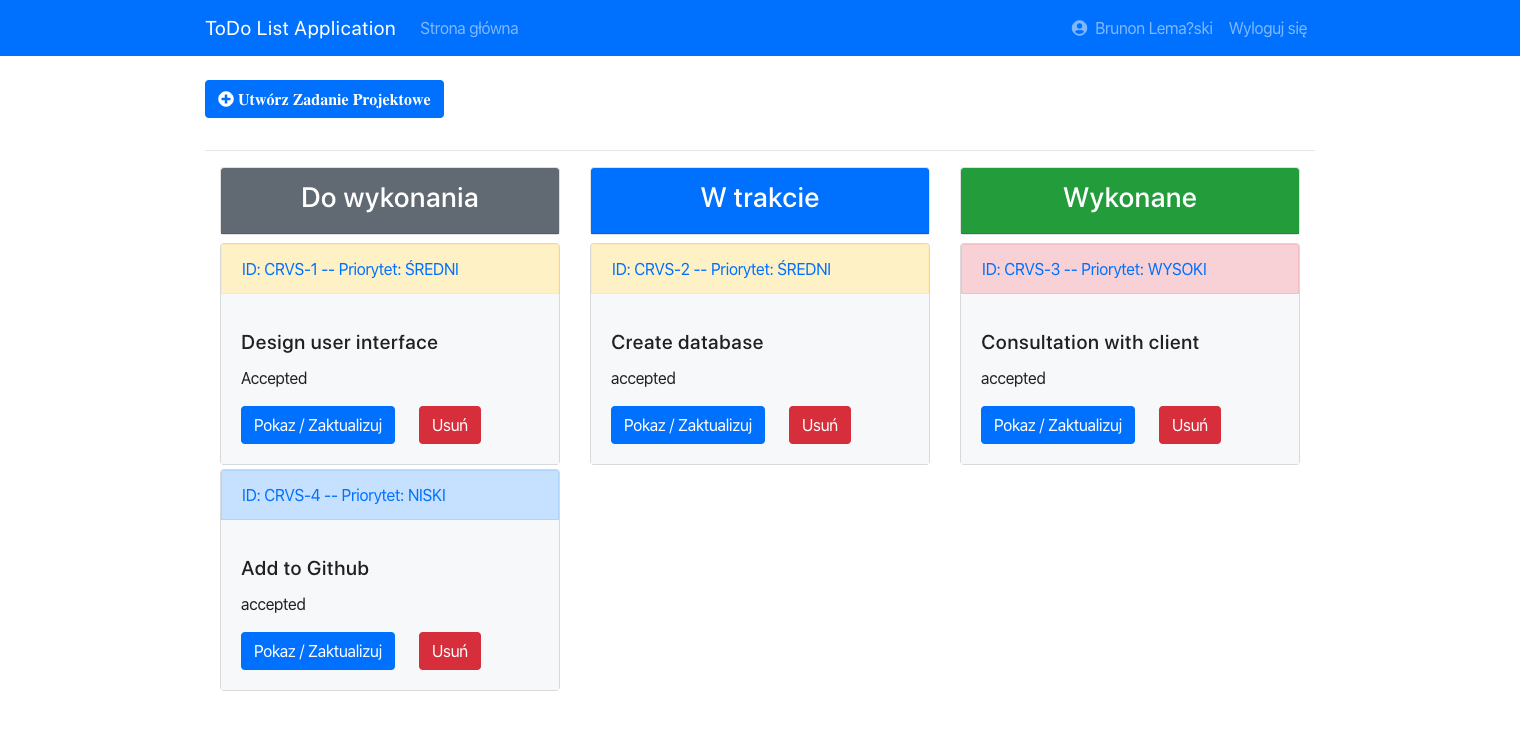 ToDo List Application Strona główna Brunon Lema?ski Wyloguj się
Utwórz Zadanie Projektowe
Do wykonania
ID: CRVS-1 -- Priorytet: ŚREDNI
Design user interface
Accepted
Pokaz / Zaktualizuj Usuń
ID: CRVS-4 -- Priorytet: NISKI
Add to Github
accepted
Pokaz / Zaktualizuj Usuń
W trakcie
ID: CRVS-2 -- Priorytet: ŚREDNI
Create database
accepted
Pokaz / Zaktualizuj Usuń
Wykonane
ID: CRVS-3 -- Priorytet: WYSOKI
Consultation with client
accepted
Pokaz / Zaktualizuj Usuń